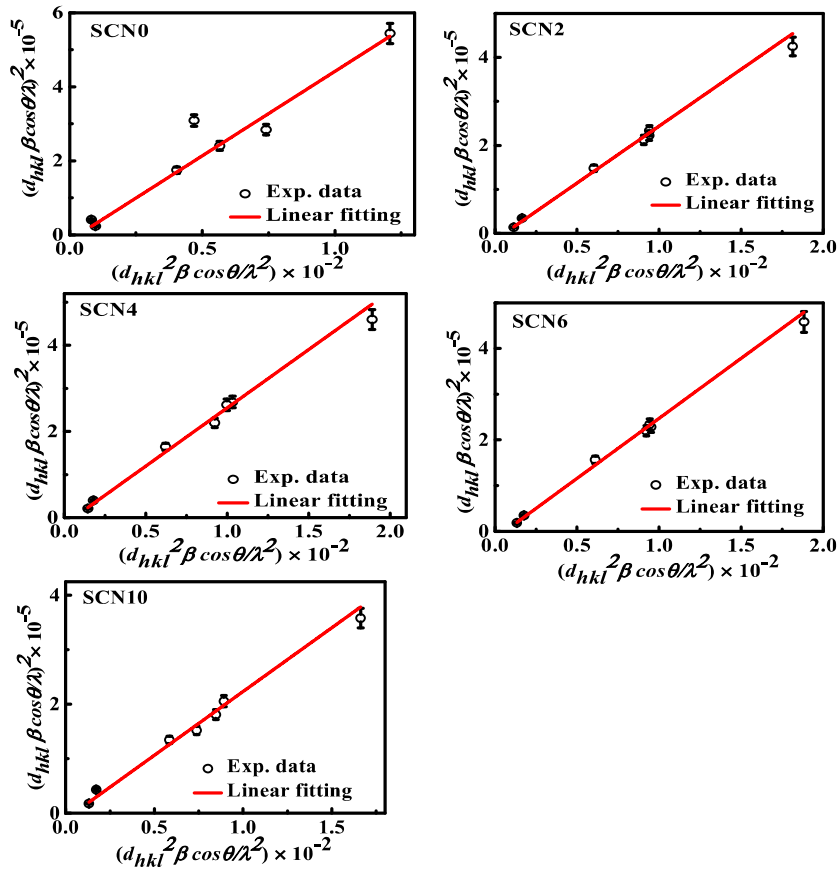 SCN0
(d_hkl β cosθ/λ)² × 10⁻⁵
6
4
2
0
Exp. data
Linear fitting
0.0 0.5 1.0
(d_hkl² β cosθ/λ²) × 10⁻²
SCN2
(d_hkl β cosθ/λ)² × 10⁻⁵
4
2
0
Exp. data
Linear fitting
0.0 0.5 1.0 1.5 2.0
(d_hkl² β cosθ/λ²) × 10⁻²
SCN4
(d_hkl β cosθ/λ)² × 10⁻⁵
4
2
0
Exp. data
Linear fitting
0.0 0.5 1.0 1.5 2.0
(d_hkl² β cosθ/λ²) × 10⁻²
SCN6
(d_hkl β cosθ/λ)² × 10⁻⁵
4
2
0
Exp. data
Linear fitting
0.0 0.5 1.0 1.5 2.0
(d_hkl² β cosθ/λ²) × 10⁻²
SCN10
(d_hkl β cosθ/λ)² × 10⁻⁵
4
2
0
Exp. data
Linear fitting
0.0 0.5 1.0 1.5
(d_hkl² β cosθ/λ²) × 10⁻²